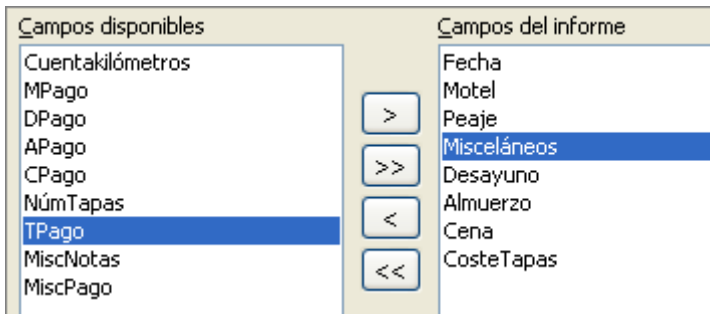 Campos disponibles
Cuentakilómetros
MPago
DPago
APago
CPago
NúmTapas
TPago
MiscNotas
MiscPago
>
>>
<
<<
Campos del informe
Fecha
Motel
Peaje
Misceláneos
Desayuno
Almuerzo
Cena
CosteTapas